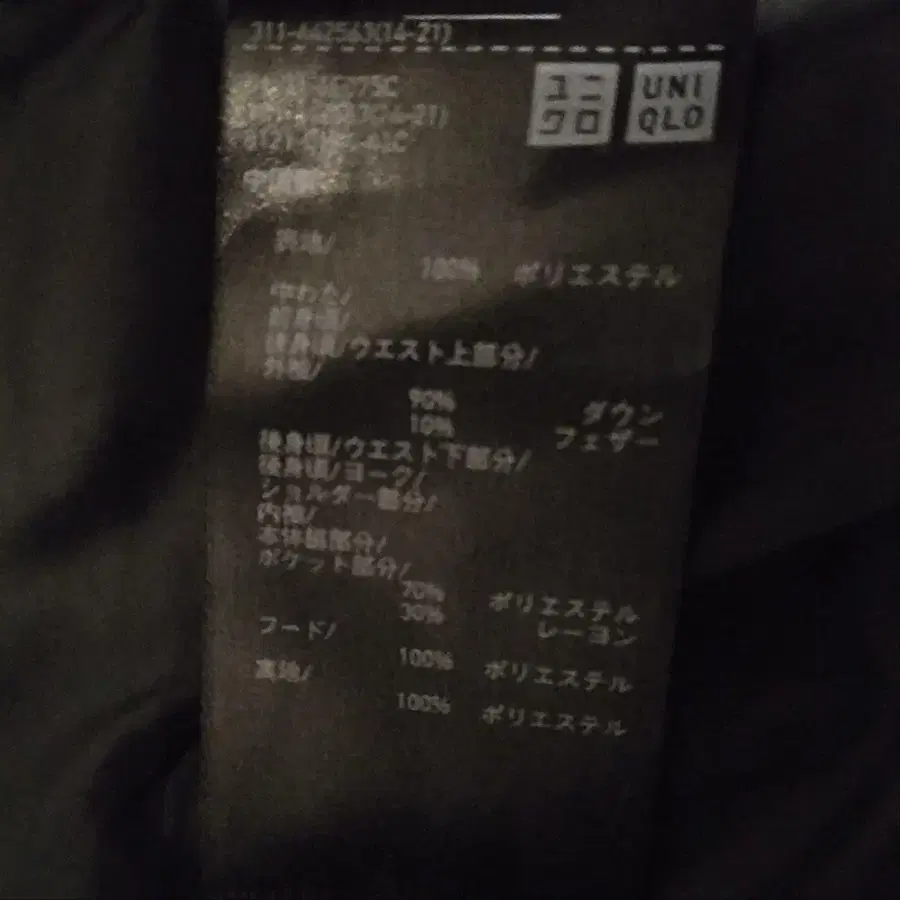 311-442563(14-21)
ユニ
クロ
UNI
QLO
表地/
100% ポリエステル
中わた/
前身頃/
後身頃/ウエスト上部分/
外袖/
90% ダウン
10% フェザー
後身頃/ウエスト下部分/
後身頃/ヨーク/
ショルダー部分/
内袖/
本体脇部分/
ポケット部分/
70% ポリエステル
30% レーヨン
フード/
100% ポリエステル
裏地/
100% ポリエステル